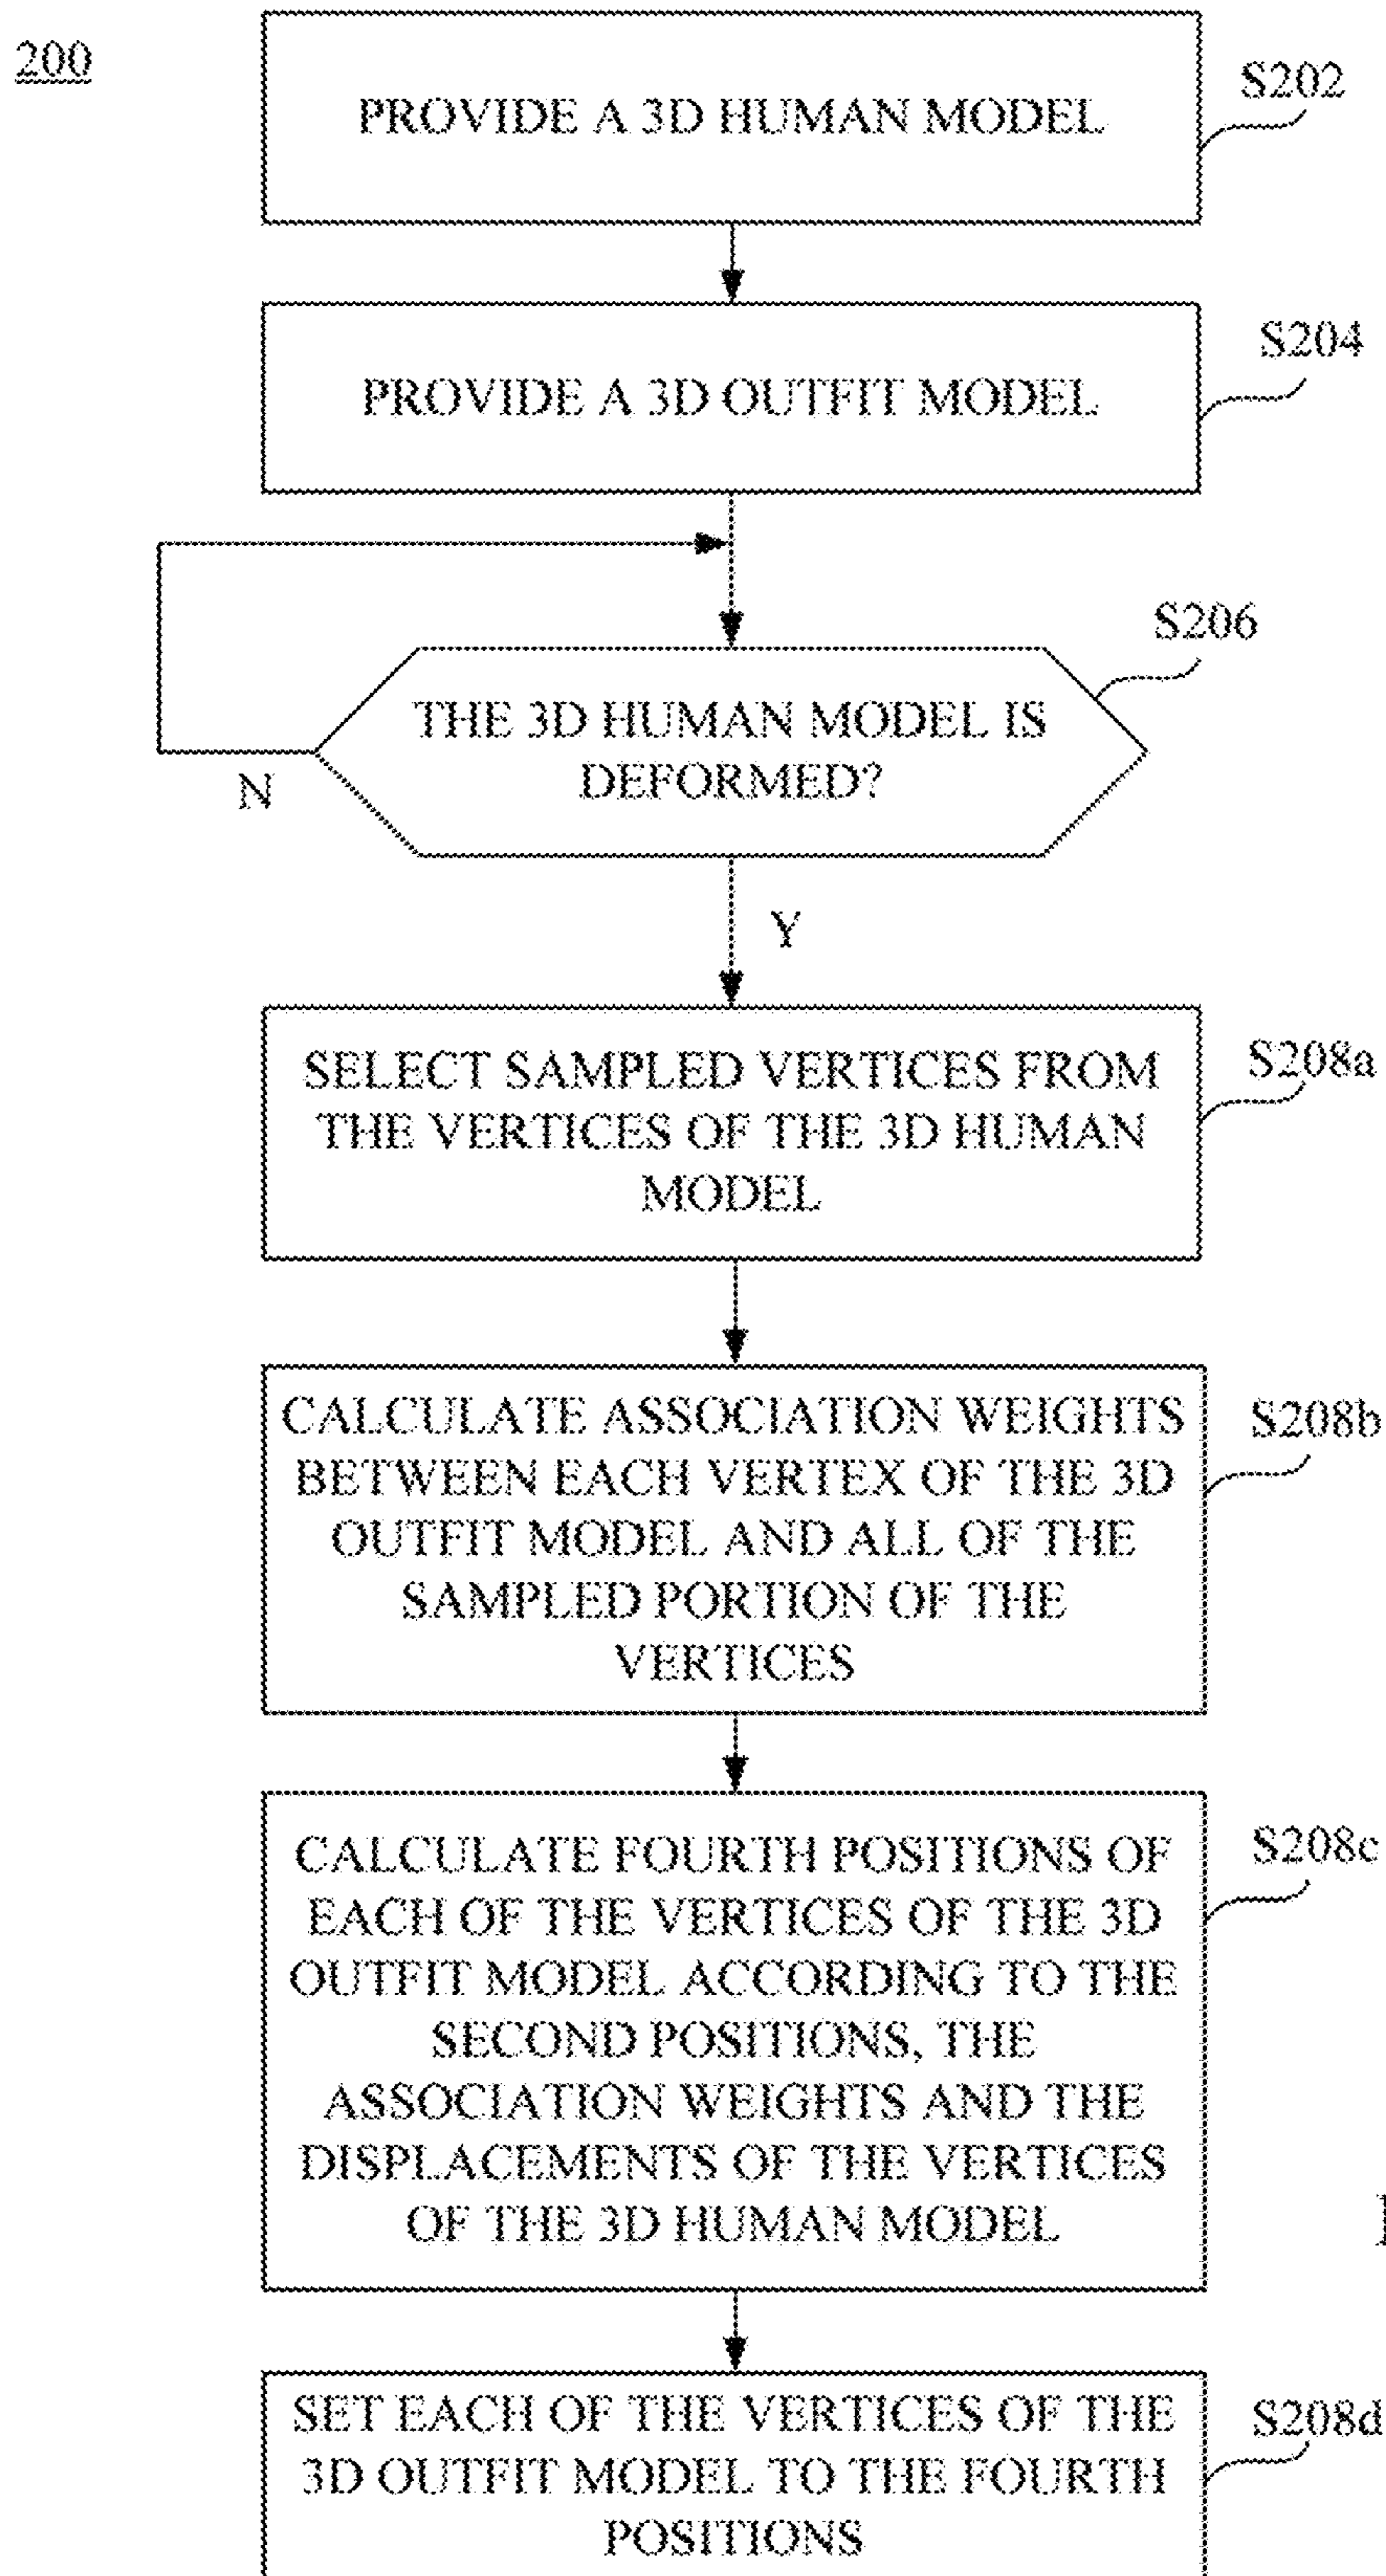 200
PROVIDE A 3D HUMAN MODEL
S202
PROVIDE A 3D OUTFIT MODEL
S204
THE 3D HUMAN MODEL IS
DEFORMED?
S206
N
Y
SELECT SAMPLED VERTICES FROM
THE VERTICES OF THE 3D HUMAN
MODEL
S208a
CALCULATE ASSOCIATION WEIGHTS
BETWEEN EACH VERTEX OF THE 3D
OUTFIT MODEL AND ALL OF THE
SAMPLED PORTION OF THE
VERTICES
S208b
CALCULATE FOURTH POSITIONS OF
EACH OF THE VERTICES OF THE 3D
OUTFIT MODEL ACCORDING TO THE
SECOND POSITIONS, THE
ASSOCIATION WEIGHTS AND THE
DISPLACEMENTS OF THE VERTICES
OF THE 3D HUMAN MODEL
S208c
SET EACH OF THE VERTICES OF THE
3D OUTFIT MODEL TO THE FOURTH
POSITIONS
S208d